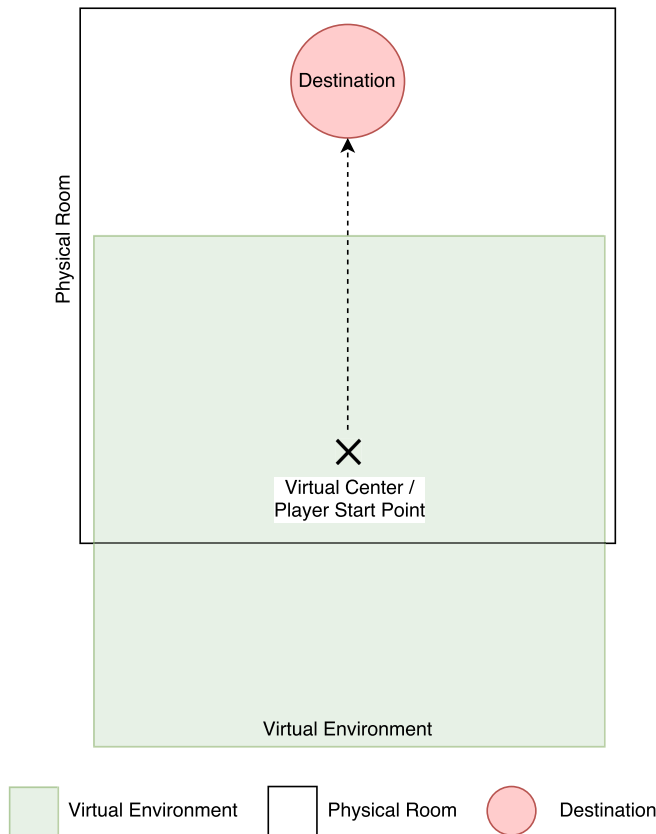 Destination
Physical Room
Virtual Center /
Player Start Point
Virtual Environment
Virtual Environment
Physical Room
Destination